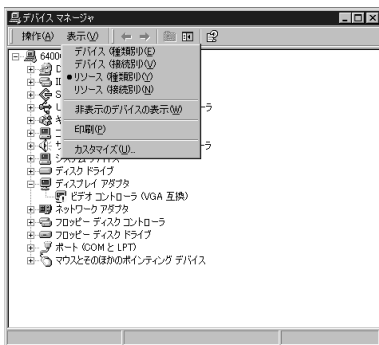 デバイス マネージャ
操作(A) 表示(V)
デバイス (種類別)(E)
デバイス (接続別)(D)
リソース (種類別)(Y)
リソース (接続別)(N)
非表示のデバイスの表示(W)
印刷(P)
カスタマイズ(U)...
6400
ディスク ドライブ
ディスプレイ アダプタ
ビデオ コントローラ (VGA 互換)
ネットワーク アダプタ
フロッピー ディスク コントローラ
フロッピー ディスク ドライブ
ポート (COM と LPT)
マウスとそのほかのポインティング デバイス